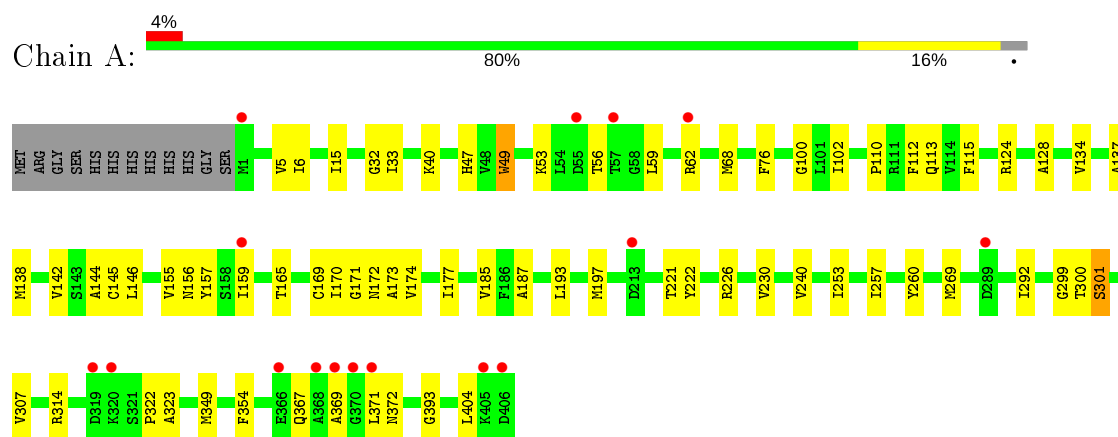 4%
Chain A:
80% 16% •
MET ARG GLY SER HIS HIS HIS HIS HIS HIS GLY SER M1 V5 I6 I15 G32 I33 K40 H47 V48 W49 K53 L54 D55 T56 T57 G58 L59 R62 M68 F76 G100 L101 I102 P110 R111 F112 Q113 V114 F115 R124 A128 V134 A137
M138 V142 S143 A144 C145 L146 V155 N156 Y157 S158 I159 T165 C169 I170 G171 N172 A173 V174 I177 V185 F186 A187 L193 M197 D213 T221 Y222 R226 V230 V240 I253 I257 Y260 M269 D289 I292 G299 T300 S301
V307 R314 D319 K320 S321 P322 A323 M349 F354 E366 Q367 A368 A369 G370 L371 N372 G393 L404 K405 D406